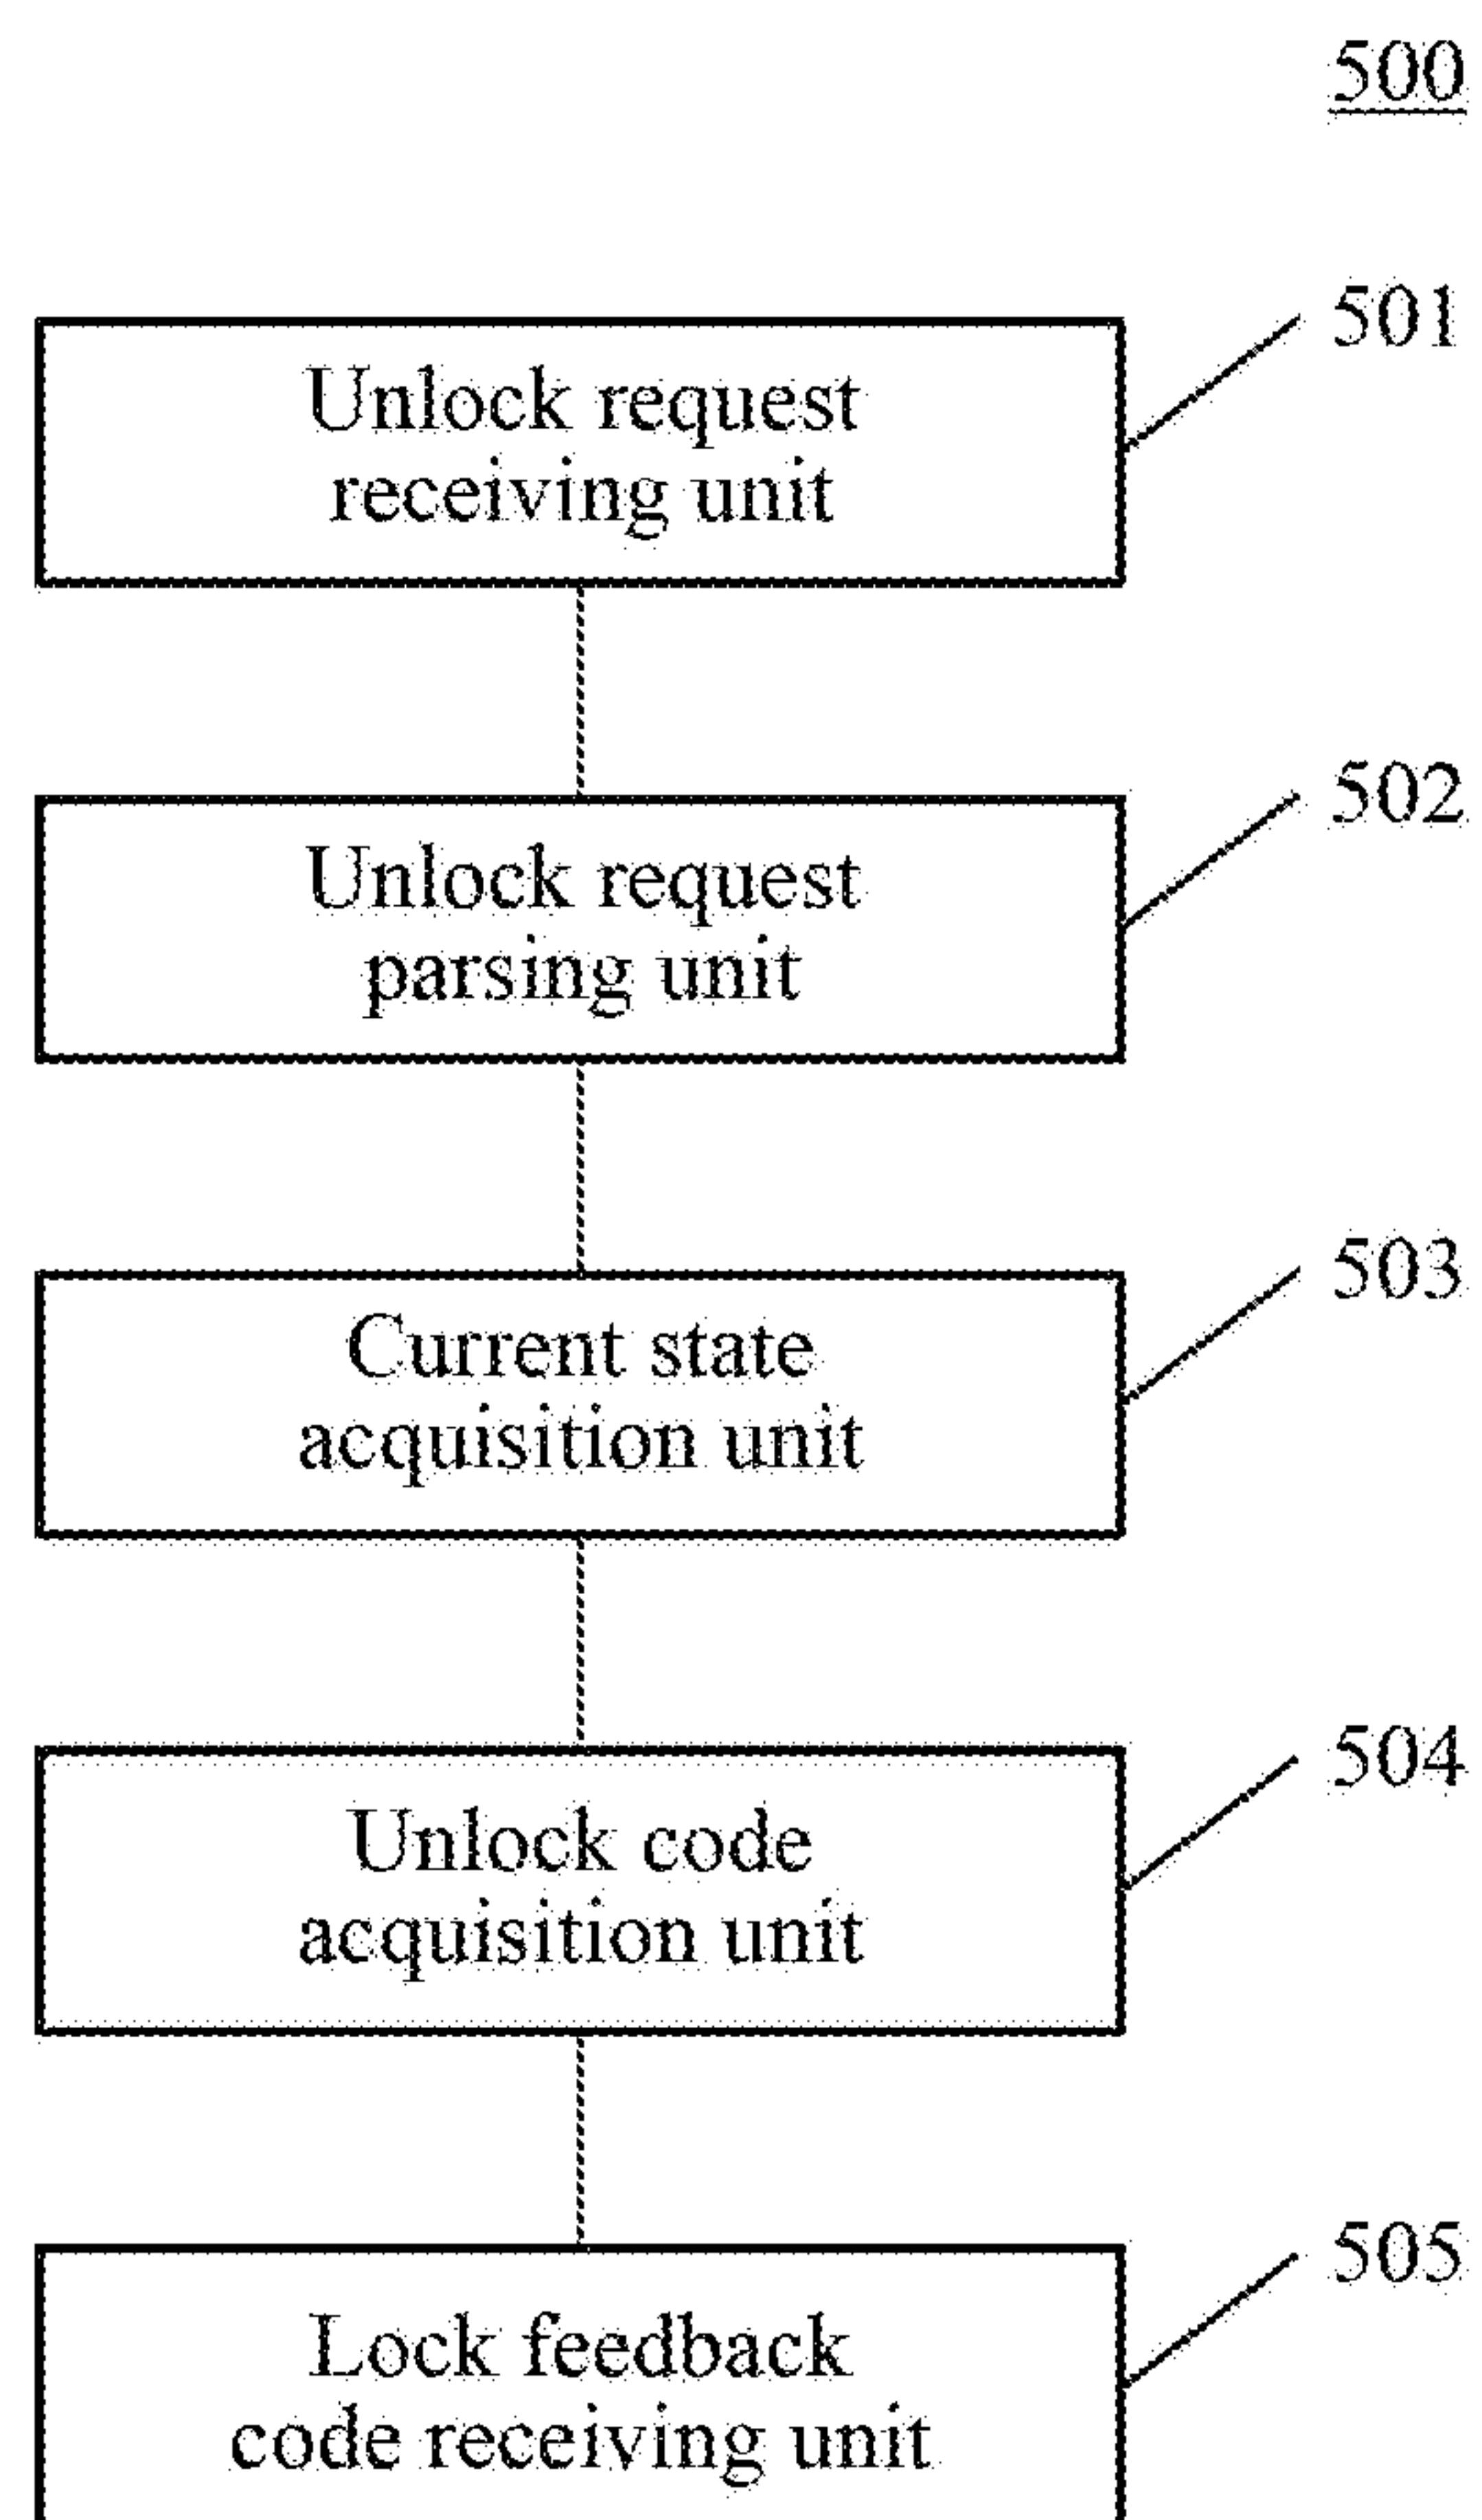 500
501
Unlock request
receiving unit
502
Unlock request
parsing unit
503
Current state
acquisition unit
504
Unlock code
acquisition unit
505
Lock feedback
code receiving unit